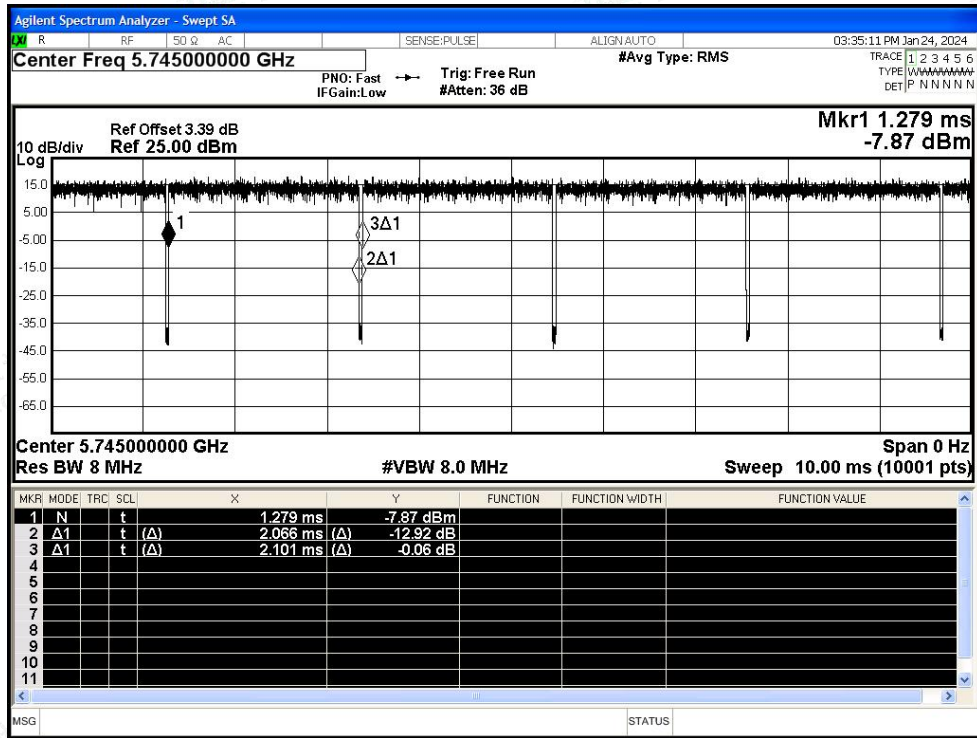 Agilent Spectrum Analyzer - Swept SA
LXI R RF 50 Ω AC SENSE:PULSE ALIGN AUTO 03:35:11 PM Jan 24, 2024
Center Freq 5.745000000 GHz
PNO: Fast
IFGain:Low
Trig: Free Run
#Atten: 36 dB
#Avg Type: RMS
TRACE 1 2 3 4 5 6
TYPE
DET P N N N N N
Mkr1 1.279 ms
-7.87 dBm
Ref Offset 3.39 dB
10 dB/div Ref 25.00 dBm
Log
15.0
5.00
-5.00
-15.0
-25.0
-35.0
-45.0
-55.0
-65.0
1
3Δ1
2Δ1
Center 5.745000000 GHz Span 0 Hz
Res BW 8 MHz #VBW 8.0 MHz Sweep 10.00 ms (10001 pts)
MKR MODE TRC SCL X Y FUNCTION FUNCTION WIDTH FUNCTION VALUE
1 N t 1.279 ms -7.87 dBm
2 Δ1 t (Δ) 2.066 ms (Δ) -12.92 dB
3 Δ1 t (Δ) 2.101 ms (Δ) -0.06 dB
4
5
6
7
8
9
10
11
MSG STATUS